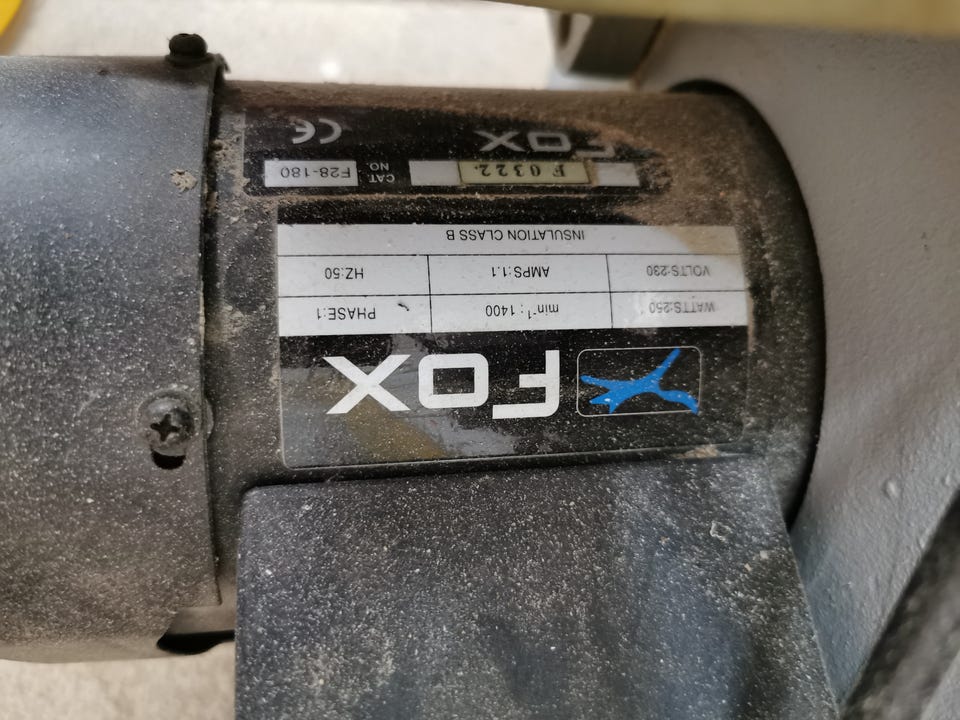 FOX
WATTS:250 min⁻¹: 1400 PHASE:1
VOLTS:230 AMPS:1.1 HZ:50
INSULATION CLASS B
F 0322. CAT. NO. F28-180
FOX CE